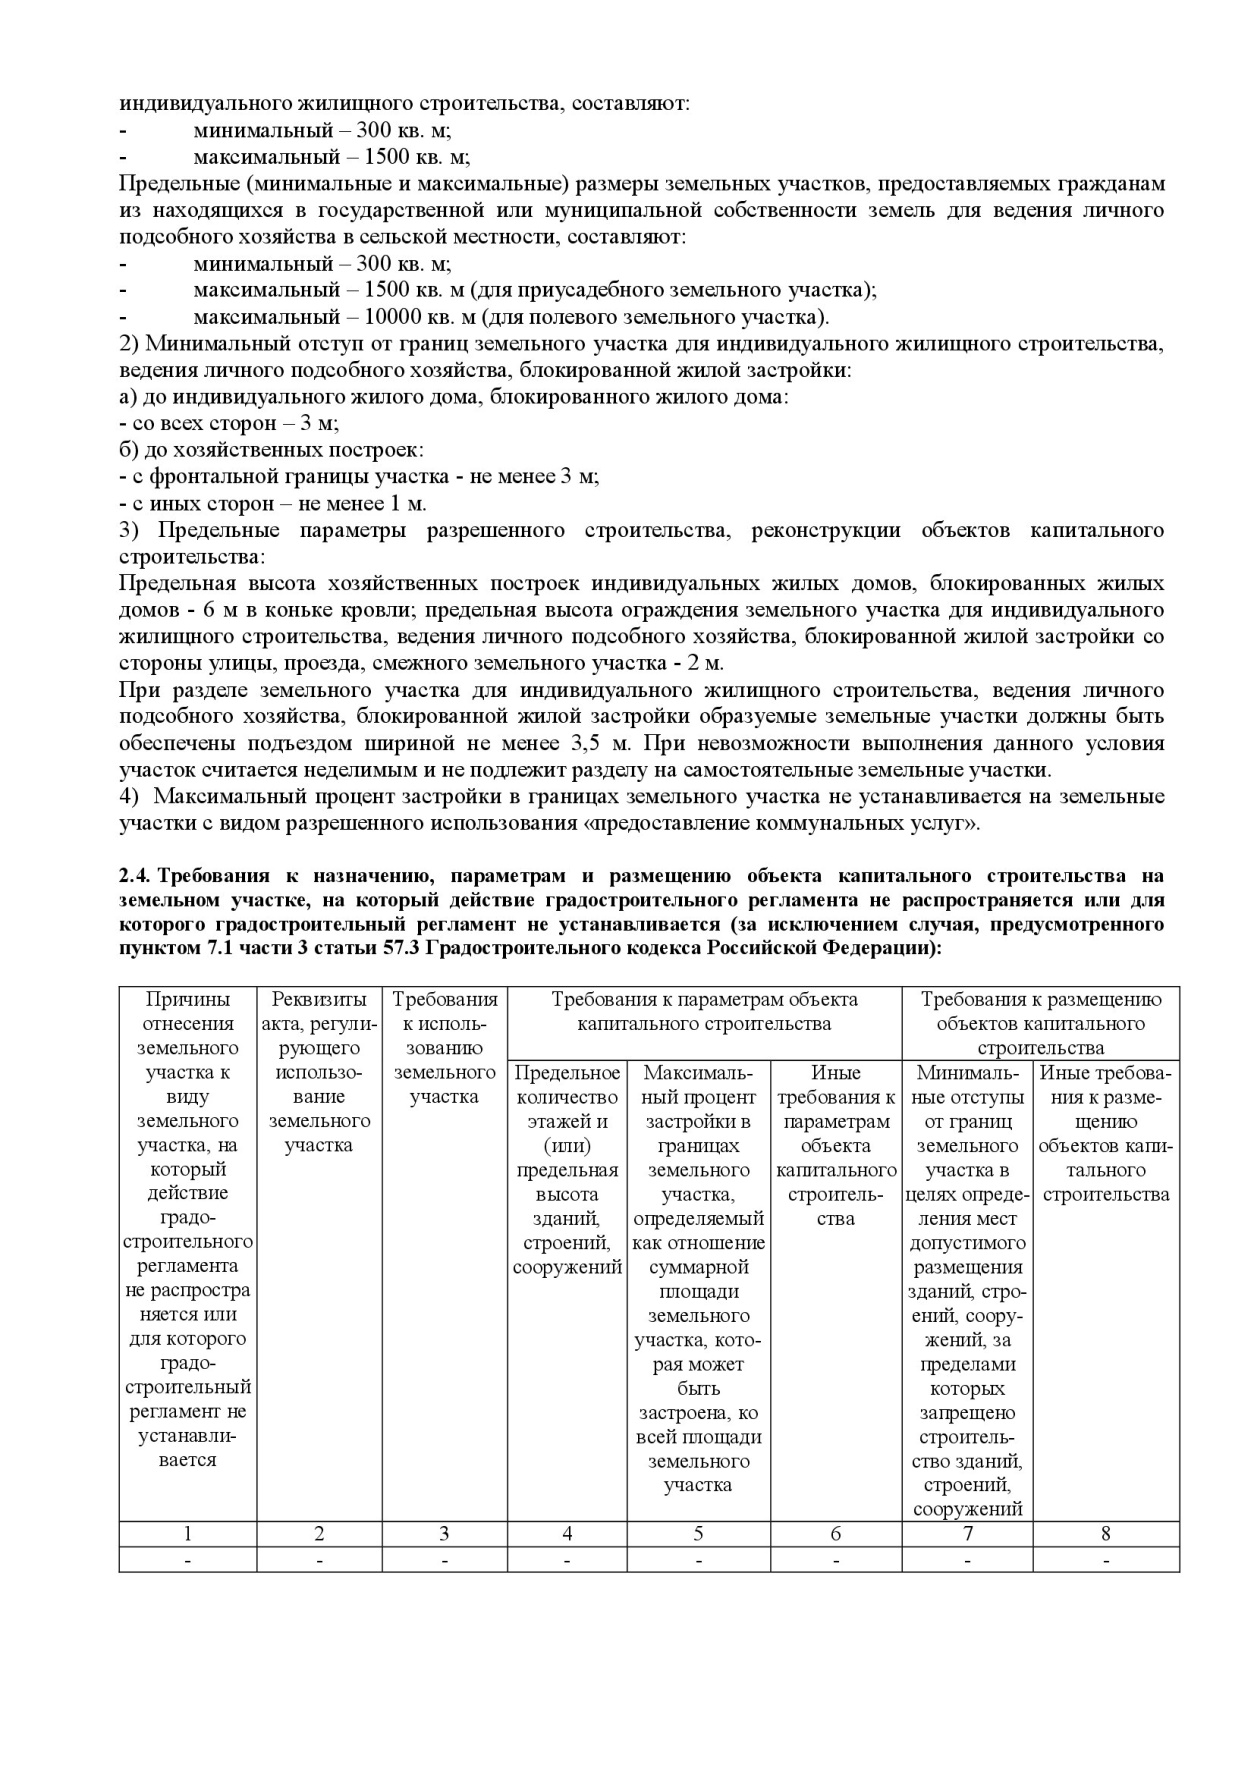 индивидуального жилищного строительства, составляют:
- минимальный – 300 кв. м;
- максимальный – 1500 кв. м;
Предельные (минимальные и максимальные) размеры земельных участков, предоставляемых гражданам
из находящихся в государственной или муниципальной собственности земель для ведения личного
подсобного хозяйства в сельской местности, составляют:
- минимальный – 300 кв. м;
- максимальный – 1500 кв. м (для приусадебного земельного участка);
- максимальный – 10000 кв. м (для полевого земельного участка).
2) Минимальный отступ от границ земельного участка для индивидуального жилищного строительства,
ведения личного подсобного хозяйства, блокированной жилой застройки:
а) до индивидуального жилого дома, блокированного жилого дома:
- со всех сторон – 3 м;
б) до хозяйственных построек:
- с фронтальной границы участка - не менее 3 м;
- с иных сторон – не менее 1 м.
3) Предельные параметры разрешенного строительства, реконструкции объектов капитального
строительства:
Предельная высота хозяйственных построек индивидуальных жилых домов, блокированных жилых
домов - 6 м в коньке кровли; предельная высота ограждения земельного участка для индивидуального
жилищного строительства, ведения личного подсобного хозяйства, блокированной жилой застройки со
стороны улицы, проезда, смежного земельного участка - 2 м.
При разделе земельного участка для индивидуального жилищного строительства, ведения личного
подсобного хозяйства, блокированной жилой застройки образуемые земельные участки должны быть
обеспечены подъездом шириной не менее 3,5 м. При невозможности выполнения данного условия
участок считается неделимым и не подлежит разделу на самостоятельные земельные участки.
4) Максимальный процент застройки в границах земельного участка не устанавливается на земельные
участки с видом разрешенного использования «предоставление коммунальных услуг».
2.4. Требования к назначению, параметрам и размещению объекта капитального строительства на
земельном участке, на который действие градостроительного регламента не распространяется или для
которого градостроительный регламент не устанавливается (за исключением случая, предусмотренного
пунктом 7.1 части 3 статьи 57.3 Градостроительного кодекса Российской Федерации):
Причины
отнесения
земельного
участка к
виду
земельного
участка, на
который
действие
градо-
строительного
регламента
не распростра
няется или
для которого
градо-
строительный
регламент не
устанавли-
вается
Реквизиты
акта, регули-
рующего
использо-
вание
земельного
участка
Требования
к исполь-
зованию
земельного
участка
Требования к параметрам объекта
капитального строительства
Требования к размещению
объектов капитального
строительства
Предельное
количество
этажей и
(или)
предельная
высота
зданий,
строений,
сооружений
Максималь-
ный процент
застройки в
границах
земельного
участка,
определяемый
как отношение
суммарной
площади
земельного
участка, кото-
рая может
быть
застроена, ко
всей площади
земельного
участка
Иные
требования к
параметрам
объекта
капитального
строитель-
ства
Минималь-
ные отступы
от границ
земельного
участка в
целях опреде-
ления мест
допустимого
размещения
зданий, стро-
ений, соору-
жений, за
пределами
которых
запрещено
строитель-
ство зданий,
строений,
сооружений
Иные требова-
ния к разме-
щению
объектов капи-
тального
строительства
1 2 3 4 5 6 7 8
- - - - - - - -